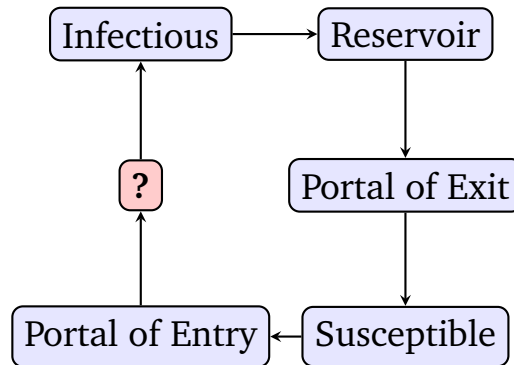 Infectious
Reservoir
?
Portal of Exit
Portal of Entry
Susceptible